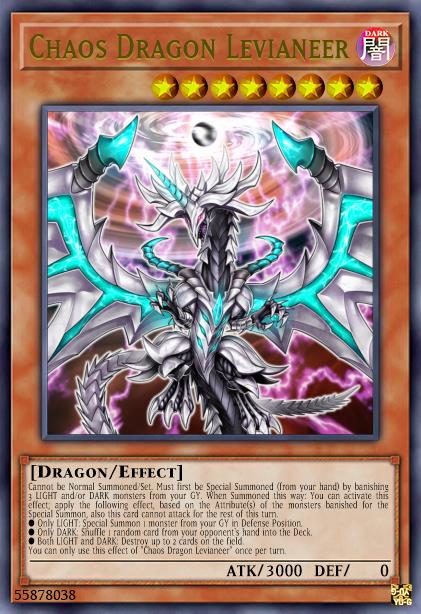 Chaos Dragon Levianeer
DARK
闇
[Dragon/Effect]
Cannot be Normal Summoned/Set. Must first be Special Summoned (from your hand) by banishing
3 LIGHT and/or DARK monsters from your GY. When Summoned this way: You can activate this
effect; apply the following effect, based on the Attribute(s) of the monsters banished for the
Special Summon, also this card cannot attack for the rest of this turn.
● Only LIGHT: Special Summon 1 monster from your GY in Defense Position.
● Only DARK: Shuffle 1 random card from your opponent's hand into the Deck.
● Both LIGHT and DARK: Destroy up to 2 cards on the field.
You can only use this effect of "Chaos Dragon Levianeer" once per turn.
ATK/3000 DEF/ 0
55878038